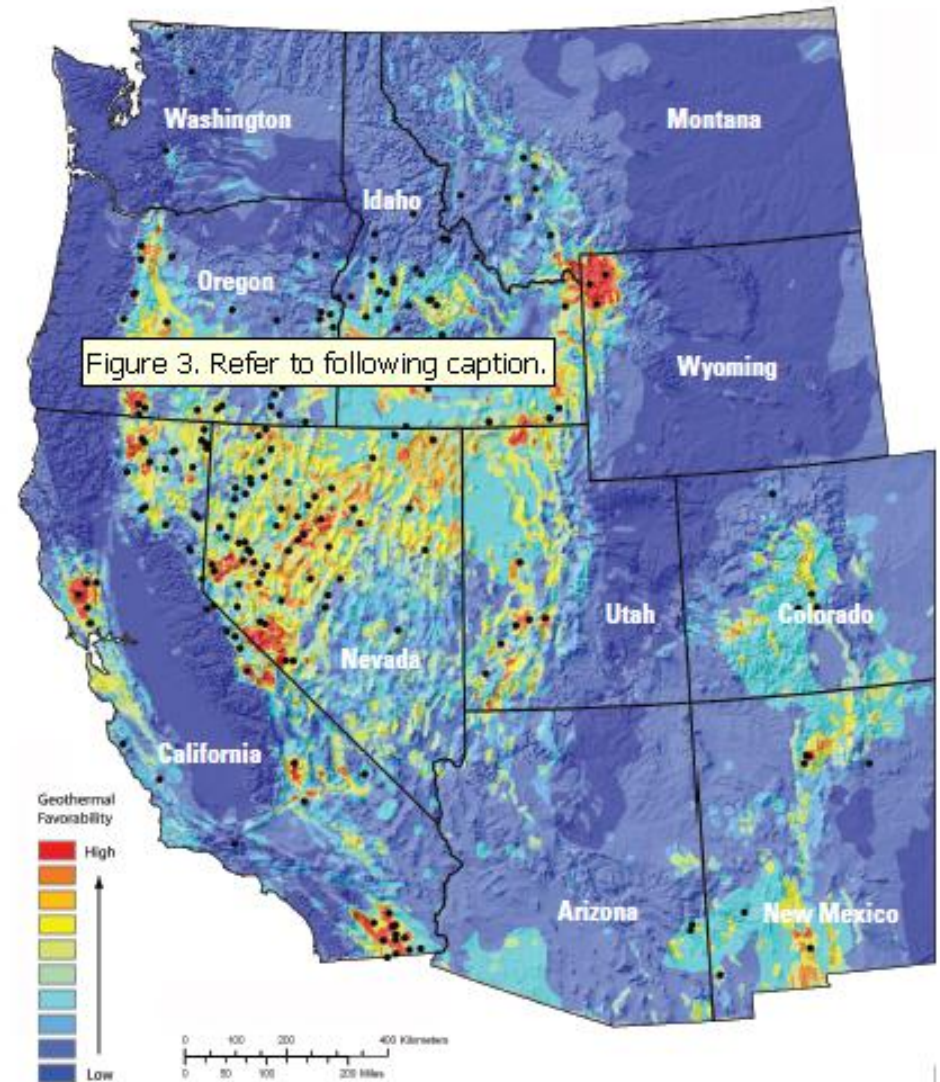 Washington
Montana
Idaho
Oregon
Figure 3. Refer to following caption.
Wyoming
Utah
Colorado
Nevada
California
Geothermal
Favorability
High
Arizona
New Mexico
Low
0 100 200 400 Kilometers
0 50 100 200 Miles